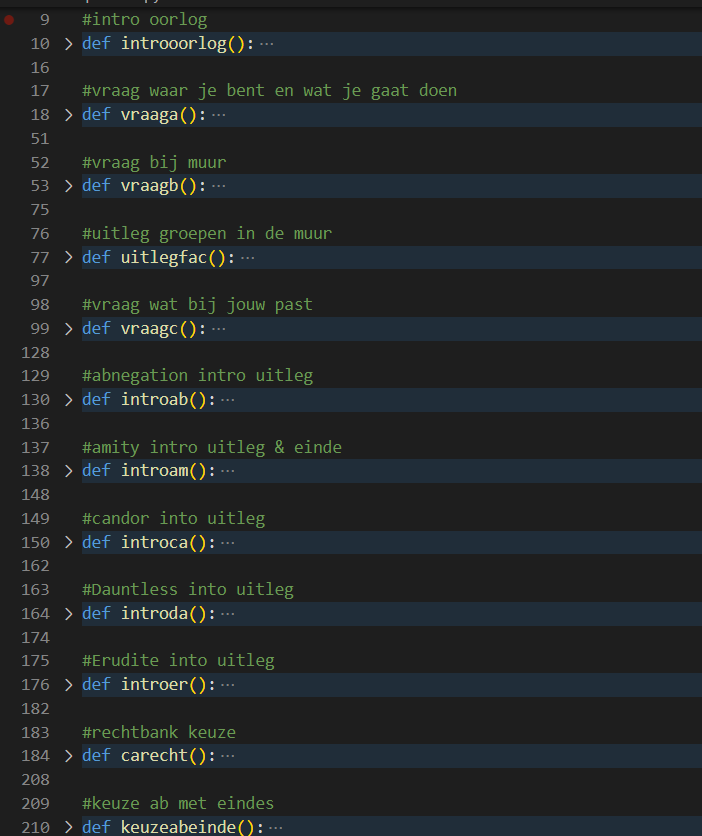 9 #intro oorlog
10 def introoorlog(): ···
16
17 #vraag waar je bent en wat je gaat doen
18 def vraaga(): ···
51
52 #vraag bij muur
53 def vraagb(): ···
75
76 #uitleg groepen in de muur
77 def uitlegfac(): ···
97
98 #vraag wat bij jouw past
99 def vraagc(): ···
128
129 #abnegation intro uitleg
130 def introab(): ···
136
137 #amity intro uitleg & einde
138 def introam(): ···
148
149 #candor into uitleg
150 def introca(): ···
162
163 #Dauntless into uitleg
164 def introda(): ···
174
175 #Erudite into uitleg
176 def introer(): ···
182
183 #rechtbank keuze
184 def carecht(): ···
208
209 #keuze ab met eindes
210 def keuzeabeinde(): ···